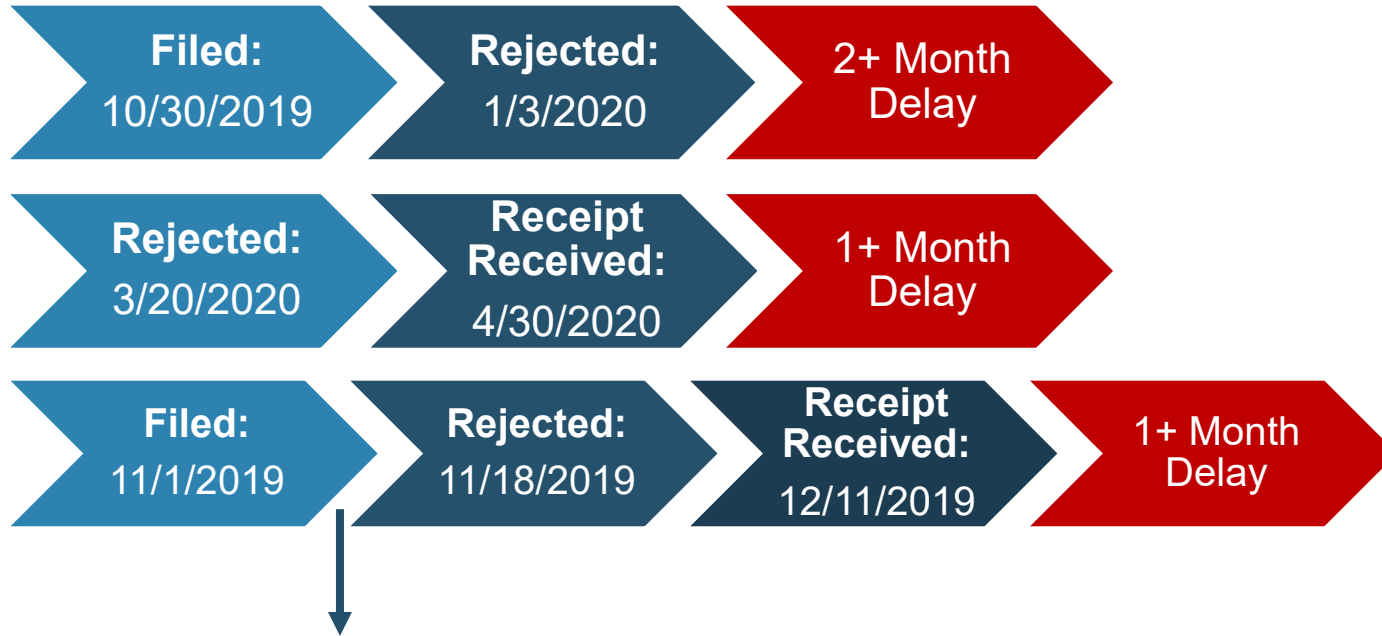 Filed:
10/30/2019
Rejected:
1/3/2020
2+ Month
Delay
Rejected:
3/20/2020
Receipt
Received:
4/30/2020
1+ Month
Delay
Filed:
11/1/2019
Rejected:
11/18/2019
Receipt
Received:
12/11/2019
1+ Month
Delay